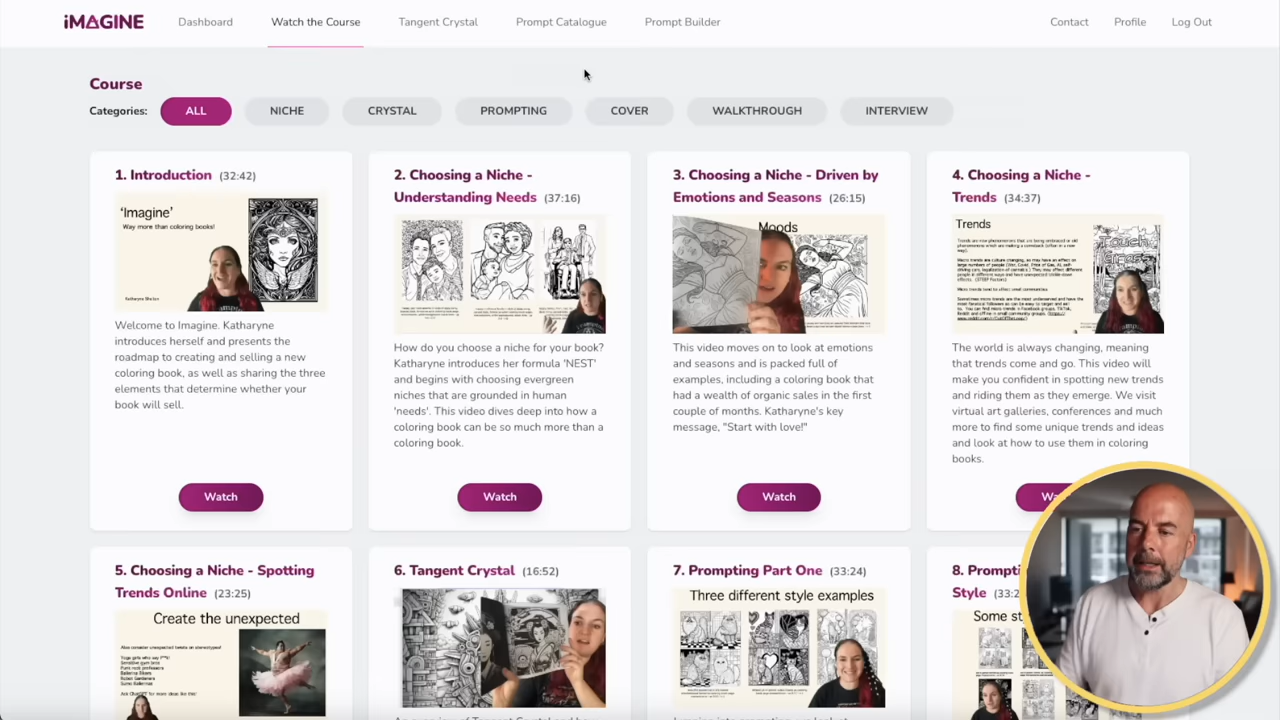 iMAGINE Dashboard Watch the Course Tangent Crystal Prompt Catalogue Prompt Builder Contact Profile Log Out
Course
Categories: ALL NICHE CRYSTAL PROMPTING COVER WALKTHROUGH INTERVIEW
1. Introduction (32:42)
'Imagine'
Way more than coloring books!
Welcome to Imagine. Katharyne
introduces herself and presents the
roadmap to creating and selling a new
coloring book, as well as sharing the three
elements that determine whether your
book will sell.
Watch
2. Choosing a Niche -
Understanding Needs (37:16)
How do you choose a niche for your book?
Katharyne introduces her formula 'NEST'
and begins with choosing evergreen
niches that are grounded in human
'needs'. This video dives deep into how a
coloring book can be so much more than a
coloring book.
Watch
3. Choosing a Niche - Driven by
Emotions and Seasons (26:15)
Moods
This video moves on to look at emotions
and seasons and is packed full of
examples, including a coloring book that
had a wealth of organic sales in the first
couple of months. Katharyne's key
message, "Start with love!"
Watch
4. Choosing a Niche -
Trends (34:37)
Trends
The world is always changing, meaning
that trends come and go. This video will
make you confident in spotting new trends
and riding them as they emerge. We visit
virtual art galleries, conferences and much
more to find some unique trends and ideas
and look at how to use them in coloring
books.
5. Choosing a Niche - Spotting
Trends Online (23:25)
Create the unexpected
6. Tangent Crystal (16:52)
7. Prompting Part One (33:24)
Three different style examples
8. Prompti
Style (33:2
Some st